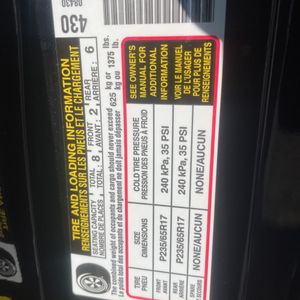 08430
430
TIRE AND LOADING INFORMATION
RENSEIGNEMENTS SUR LES PNEUS ET LE CHARGEMENT
SEATING CAPACITY TOTAL 8 FRONT 2 REAR 6
NOMBRE DE PLACES, TOTAL : 8, AVANT : 2, ARRIÈRE : 6
The combined weight of occupants and cargo should never exceed 625 kg or 1375 lb.
Le poids total des occupants et du chargement ne doit jamais dépasser 625 kg ou 1375 lb.
TIRE SIZE COLD TIRE PRESSURE
PNEU DIMENSIONS PRESSION DES PNEUS À FROID
FRONT P235/65R17 240 kPa, 35 PSI
AVANT
REAR P235/65R17 240 kPa, 35 PSI
ARRIÈRE
SPARE NONE/AUCUN NONE/AUCUN
SECOURS
SEE OWNER'S
MANUAL FOR
ADDITIONAL
INFORMATION
VOIR LE MANUEL
DE L'USAGER
POUR PLUS DE
RENSEIGNEMENTS